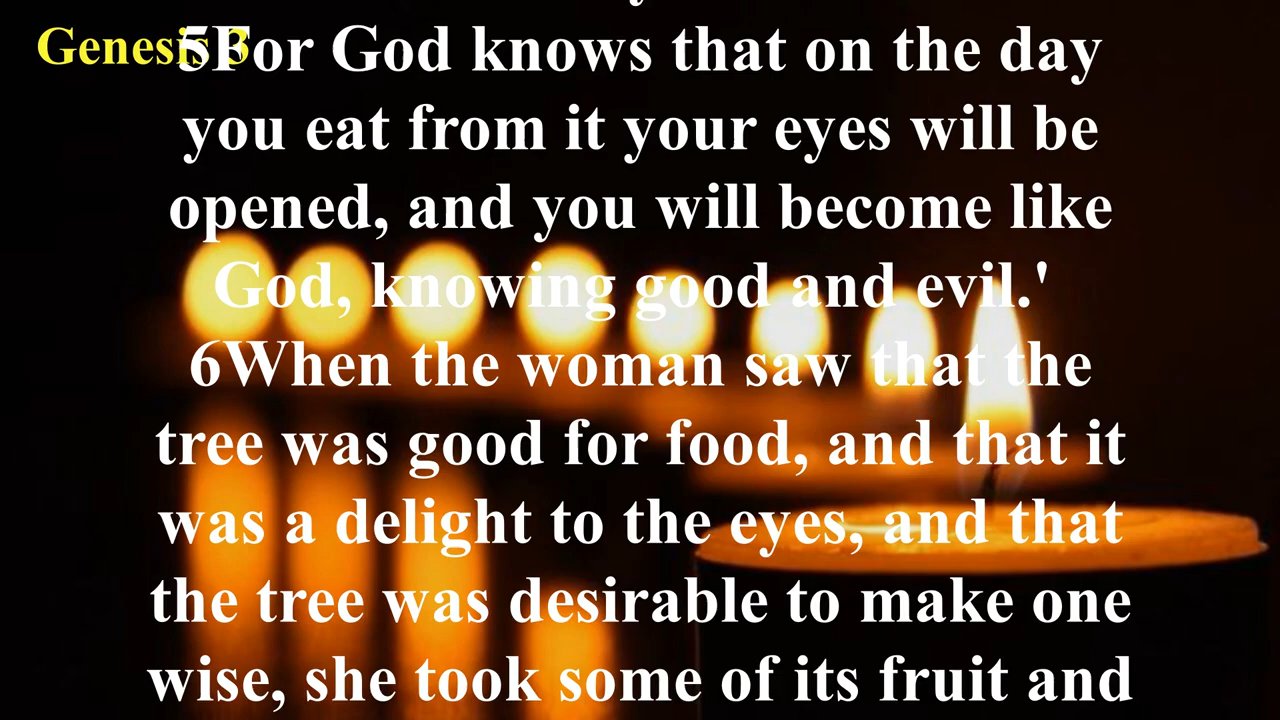 Genesis 3
5For God knows that on the day
you eat from it your eyes will be
opened, and you will become like
God, knowing good and evil.'
6When the woman saw that the
tree was good for food, and that it
was a delight to the eyes, and that
the tree was desirable to make one
wise, she took some of its fruit and